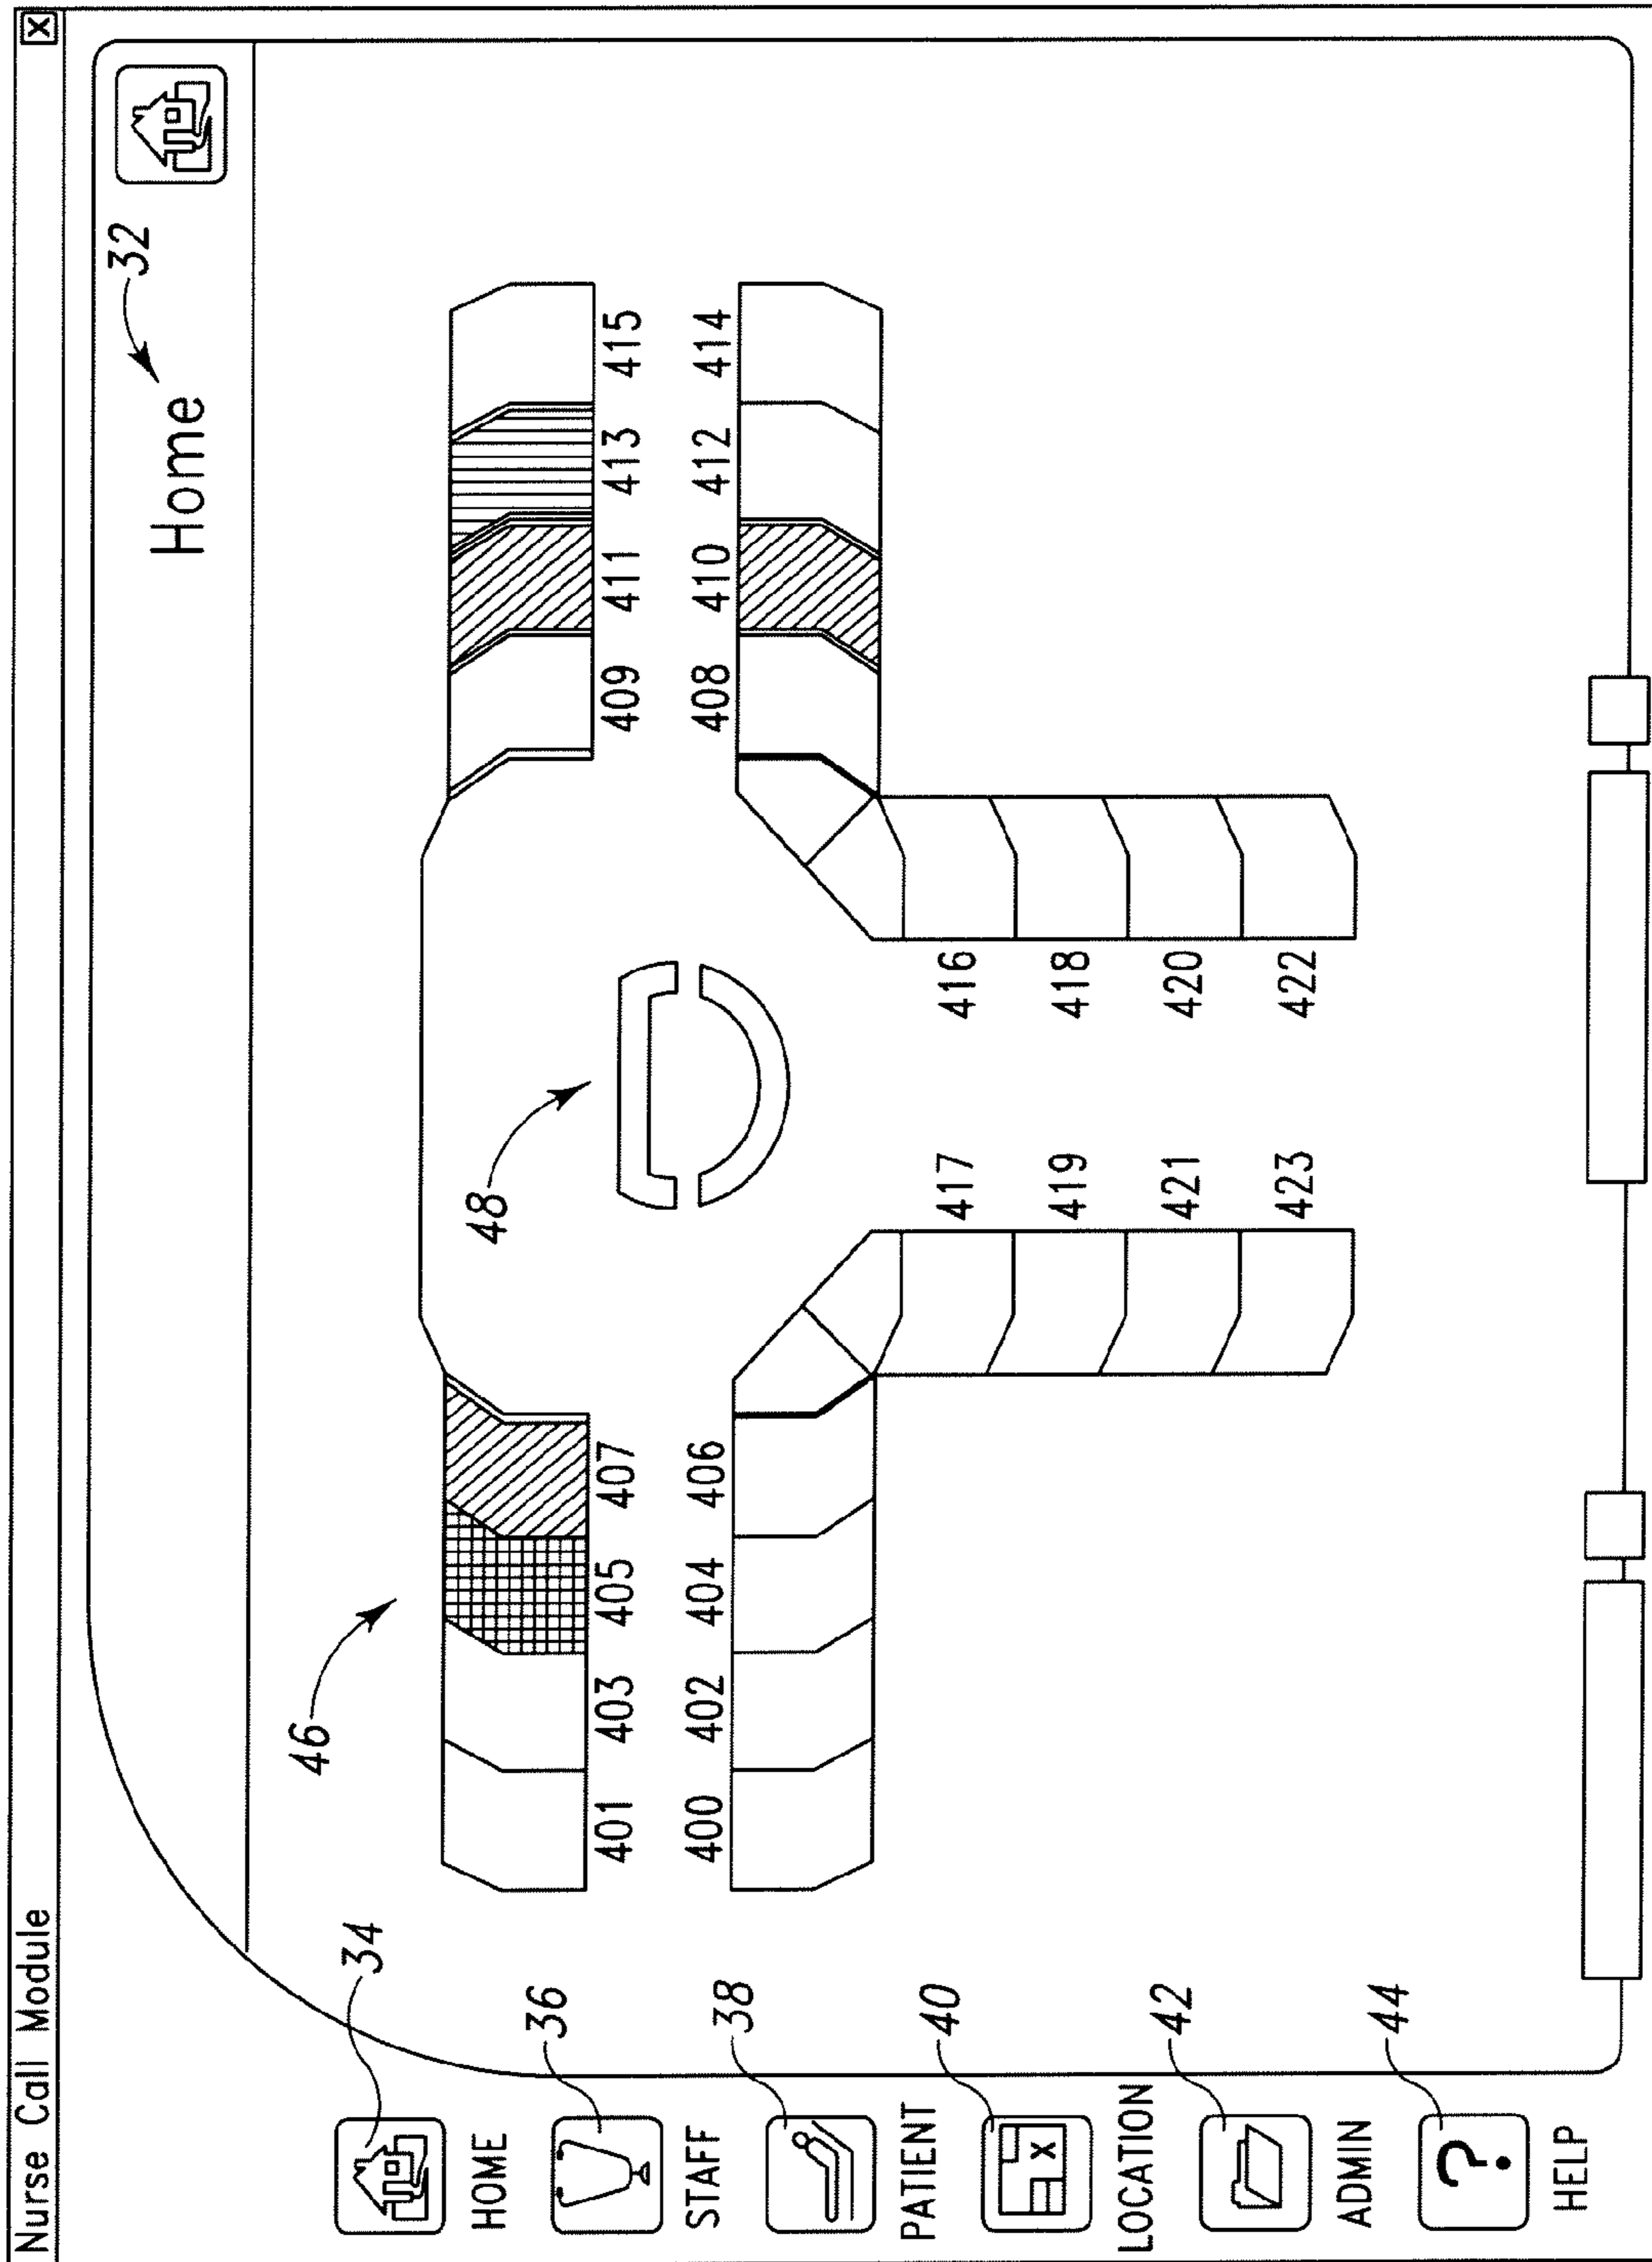 Nurse Call Module X
Home 32
34
HOME
36
STAFF
38
PATIENT
40
X
LOCATION
42
ADMIN
44
?
HELP
46
48
401 403 405 407 409 411 413 415
400 402 404 406 408 410 412 414
417 416
419 418
421 420
423 422